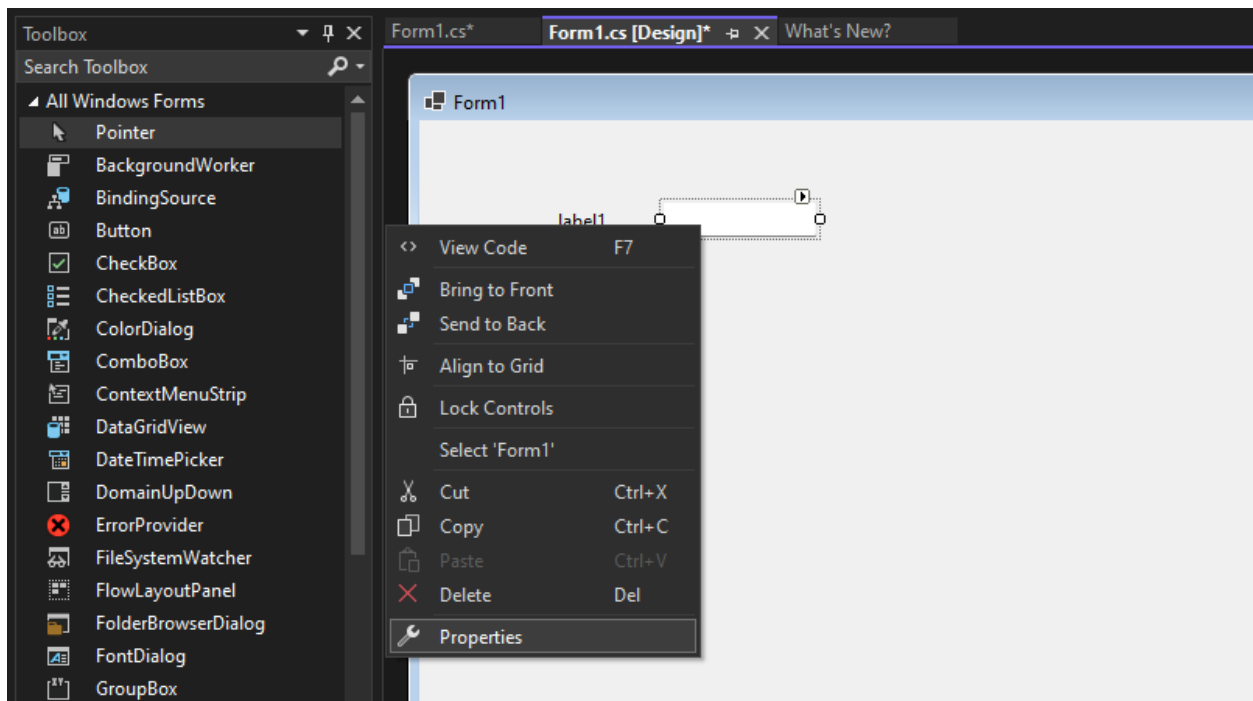 Toolbox
Search Toolbox
All Windows Forms
Pointer
BackgroundWorker
BindingSource
Button
CheckBox
CheckedListBox
ColorDialog
ComboBox
ContextMenuStrip
DataGridView
DateTimePicker
DomainUpDown
ErrorProvider
FileSystemWatcher
FlowLayoutPanel
FolderBrowserDialog
FontDialog
GroupBox
Form1.cs* Form1.cs [Design]* What's New?
Form1
label1
View Code F7
Bring to Front
Send to Back
Align to Grid
Lock Controls
Select 'Form1'
Cut Ctrl+X
Copy Ctrl+C
Paste Ctrl+V
Delete Del
Properties